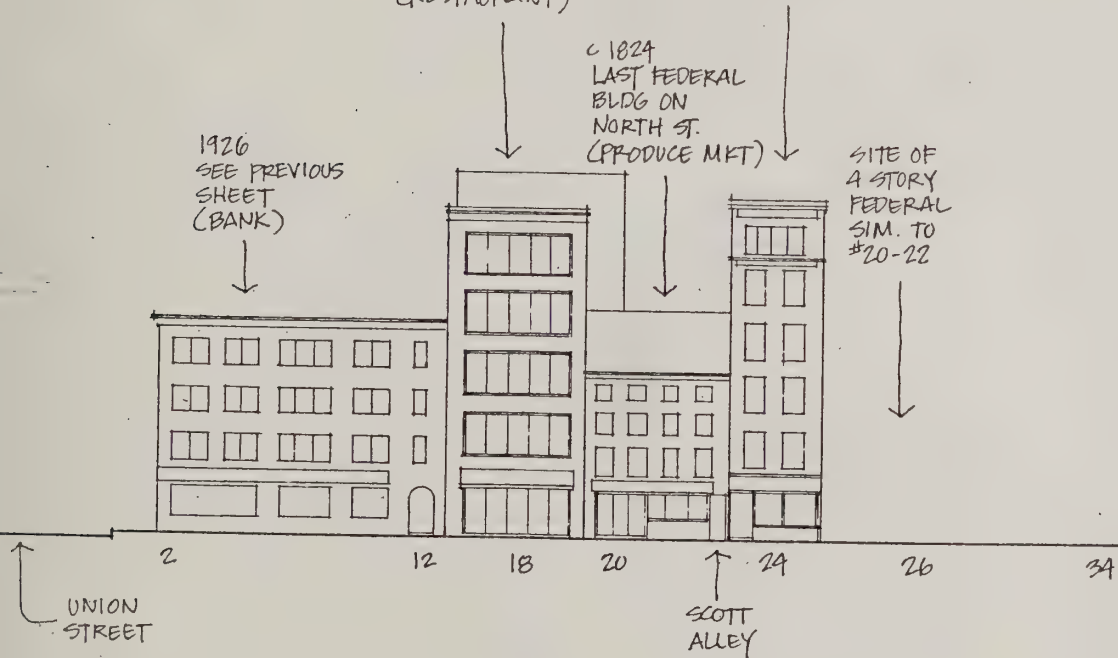 1926
SEE PREVIOUS
SHEET
(BANK)
c 1824
LAST FEDERAL
BLDG ON
NORTH ST.
(PRODUCE MKT)
SITE OF
4 STORY
FEDERAL
SIM. TO
#20-22
2
12
18
20
24
26
34
UNION
STREET
SCOTT
ALLEY